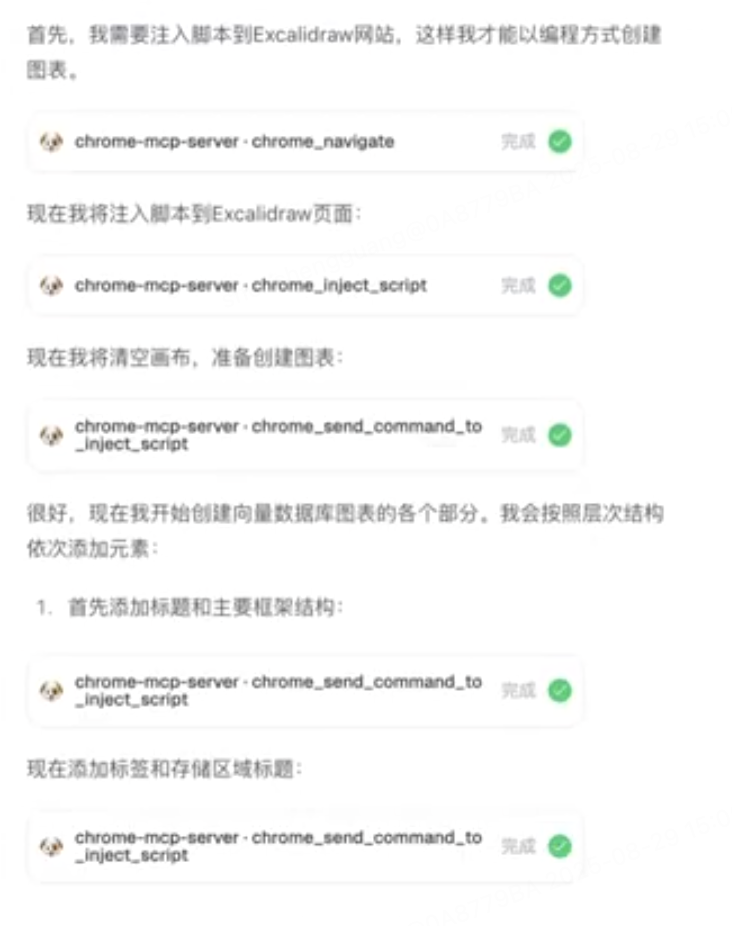 首先，我需要注入脚本到Excalidraw网站，这样我才能以编程方式创建
图表。
chrome-mcp-server · chrome_navigate 完成
现在我将注入脚本到Excalidraw页面：
chrome-mcp-server · chrome_inject_script 完成
现在我将清空画布，准备创建图表：
chrome-mcp-server · chrome_send_command_to
_inject_script 完成
很好，现在我开始创建向量数据库图表的各个部分。我会按照层次结构
依次添加元素：
1. 首先添加标题和主要框架结构：
chrome-mcp-server · chrome_send_command_to
_inject_script 完成
现在添加标签和存储区域标题：
chrome-mcp-server · chrome_send_command_to
_inject_script 完成